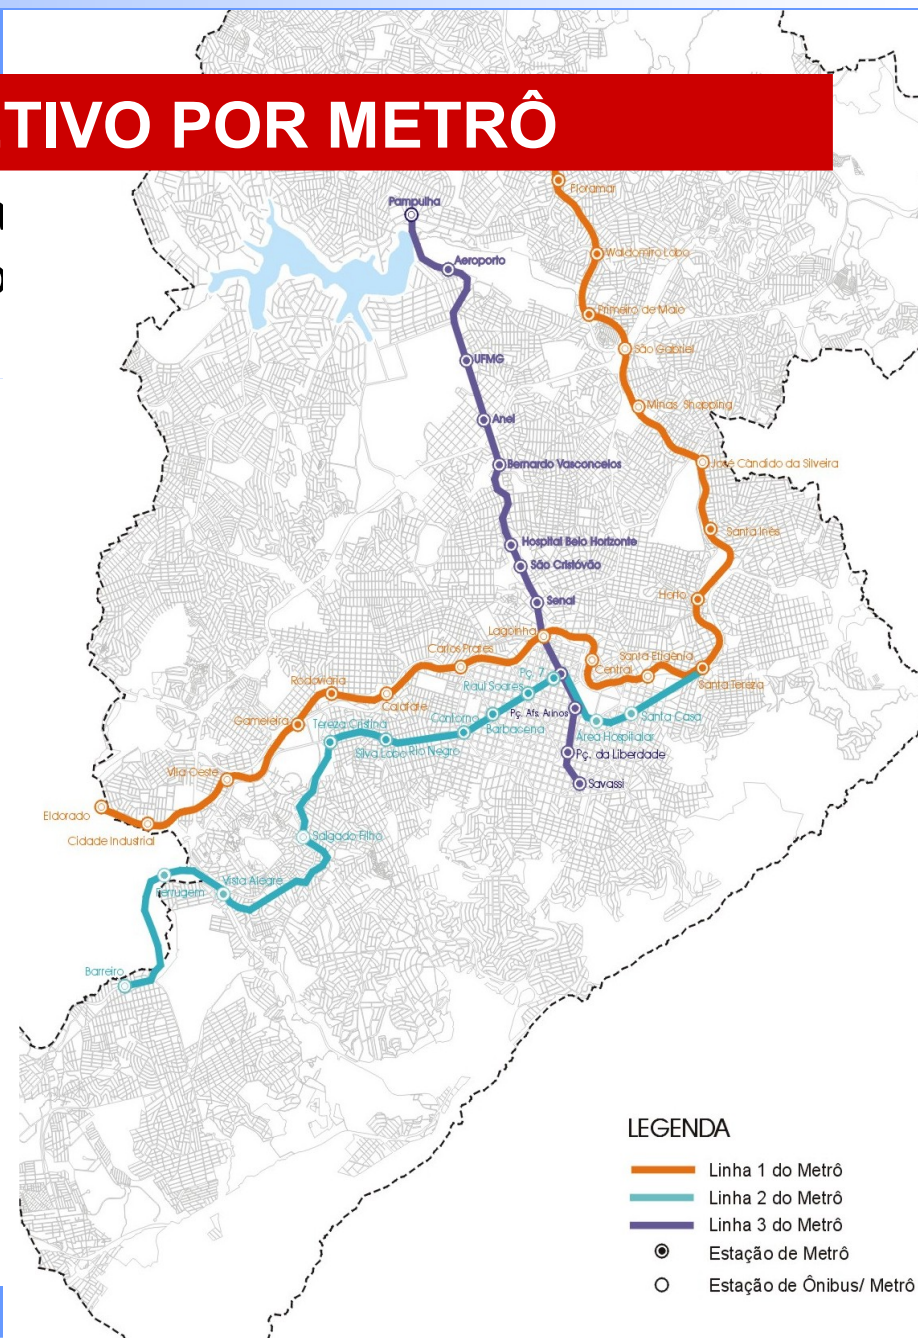 TIVO POR METRÔ
Floramar
Pampulha
Waldomiro Lobo
Aeroporto
Primeiro de Maio
São Gabriel
UFMG
Minas Shopping
Anel
Bernardo Vasconcelos
José Cândido da Silveira
Santa Inês
Hospital Belo Horizonte
São Cristóvão
Horto
Senai
Lagoinha
Carlos Prates
Santa Efigênia
Central
Pç. 7
Rodoviária
Raul Soares
Santa Tereza
Calafate
Pç. Afs. Arinos
Contorno
Santa Casa
Gameleira
Tereza Cristina
Barbacena
Área Hospitalar
Silva Lobo
Rio Negro
Pç. da Liberdade
Vila Oeste
Savassi
Eldorado
Cidade Industrial
Salgado Filho
Vista Alegre
Ferrugem
Barreiro
LEGENDA
Linha 1 do Metrô
Linha 2 do Metrô
Linha 3 do Metrô
Estação de Metrô
Estação de Ônibus/ Metrô